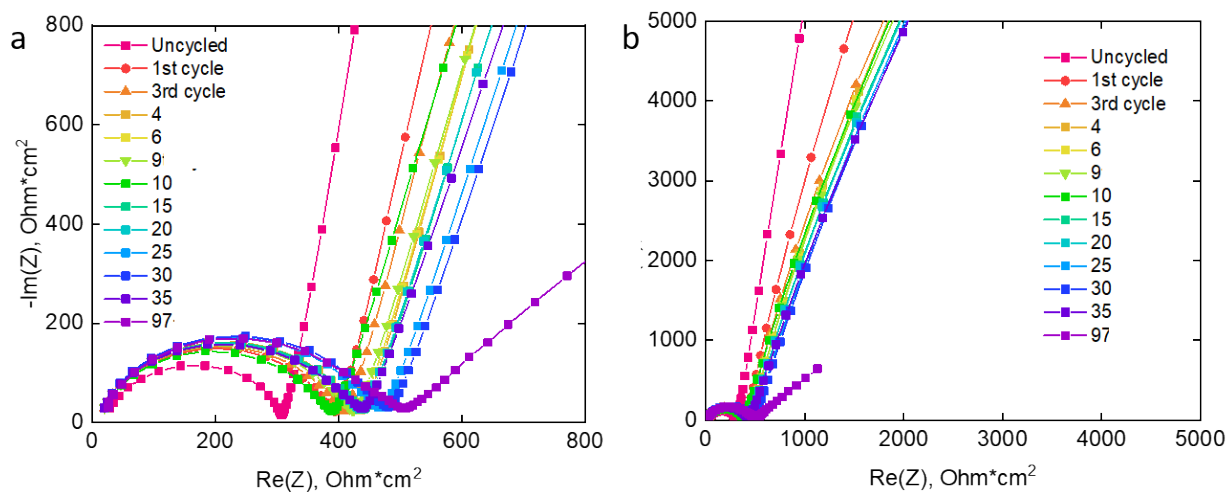 a
800
600
400
200
0
-Im(Z), Ohm*cm2
0 200 400 600 800
Re(Z), Ohm*cm2
Uncycled
1st cycle
3rd cycle
4
6
9
10
15
20
25
30
35
97
b
5000
4000
3000
2000
1000
0
0 1000 2000 3000 4000 5000
Re(Z), Ohm*cm2
Uncycled
1st cycle
3rd cycle
4
6
9
10
15
20
25
30
35
97